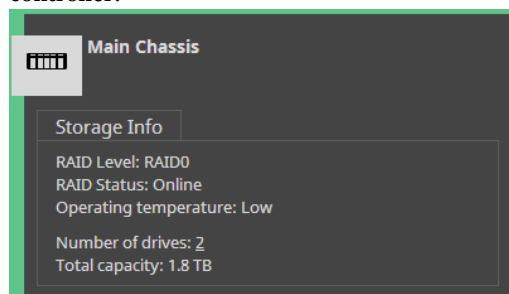 Main Chassis
Storage Info
RAID Level: RAID0
RAID Status: Online
Operating temperature: Low
Number of drives: 2
Total capacity: 1.8 TB